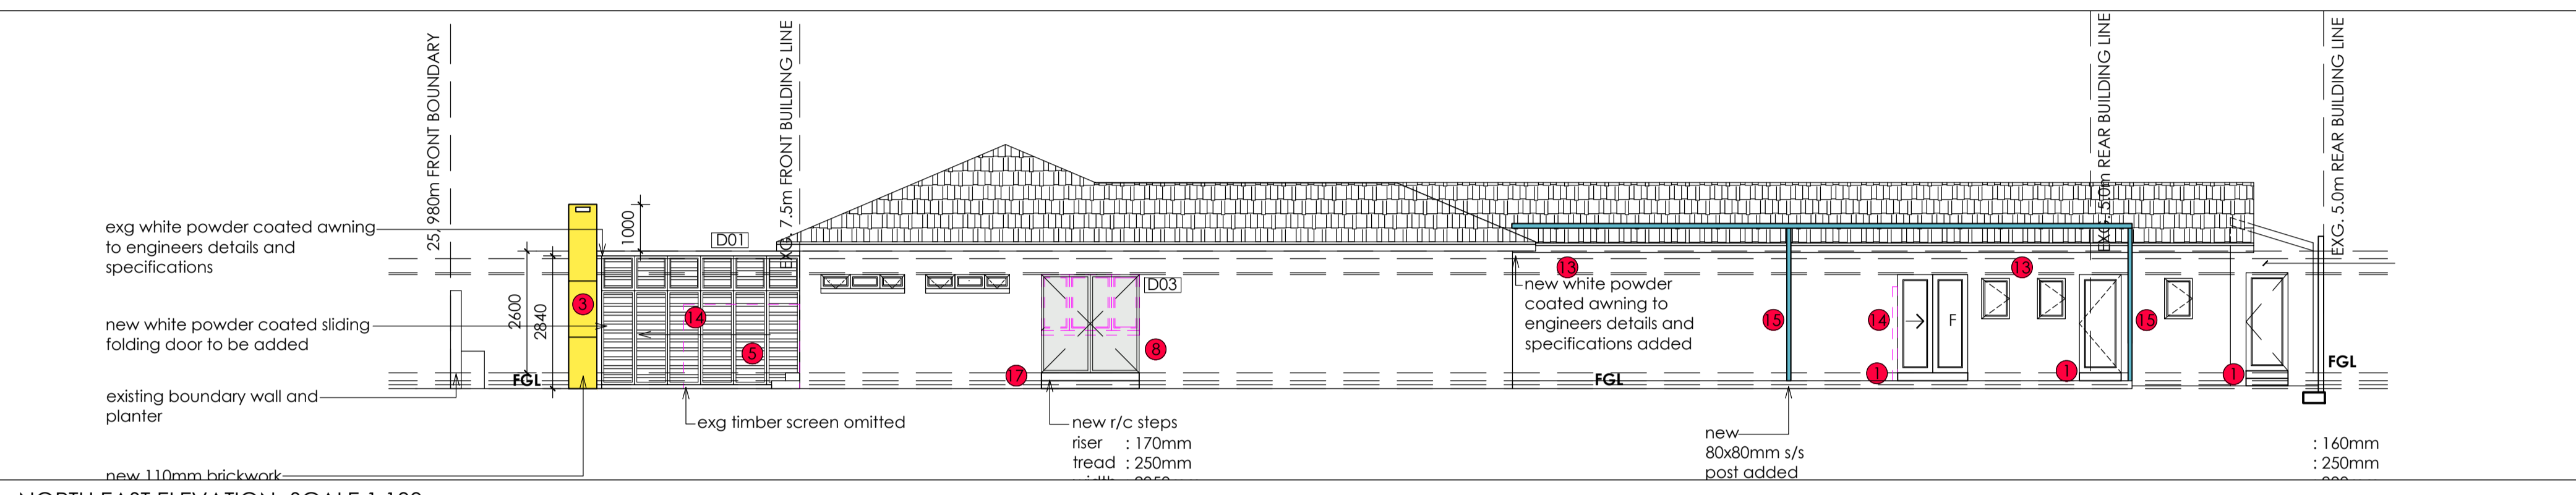 25, 980m FRONT BOUNDARY
EXG. 7.5m FRONT BUILDING LINE
EXG. 5.0m REAR BUILDING LINE
EXG. 5.0m REAR BUILDING LINE
exg white powder coated awning
to engineers details and
specifications
1000
D01
2600
2840
3
14
5
new white powder coated sliding
folding door to be added
FGL
existing boundary wall and
planter
new 110mm brickwork
exg timber screen omitted
D03
8
17
new r/c steps
riser : 170mm
tread : 250mm
13
13
new white powder
coated awning to
engineers details and
specifications added
15
14
F
15
1
1
1
FGL
FGL
new
80x80mm s/s
post added
: 160mm
: 250mm
NORTH EAST ELEVATION